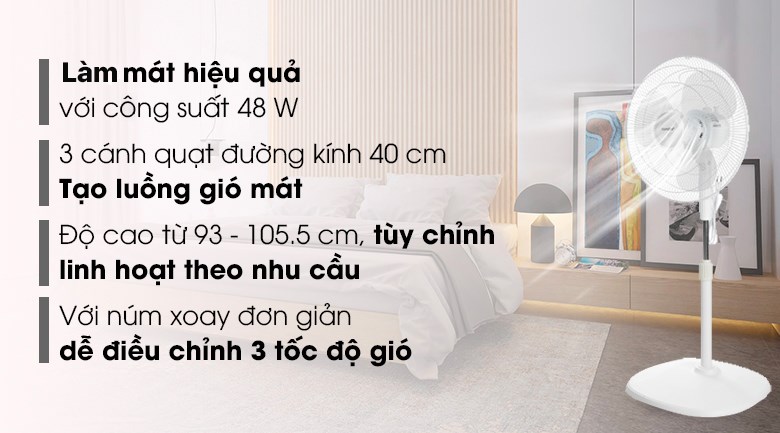 Làm mát hiệu quả
với công suất 48 W
3 cánh quạt đường kính 40 cm
Tạo luồng gió mát
Độ cao từ 93 - 105.5 cm, tùy chỉnh
linh hoạt theo nhu cầu
Với núm xoay đơn giản
dễ điều chỉnh 3 tốc độ gió